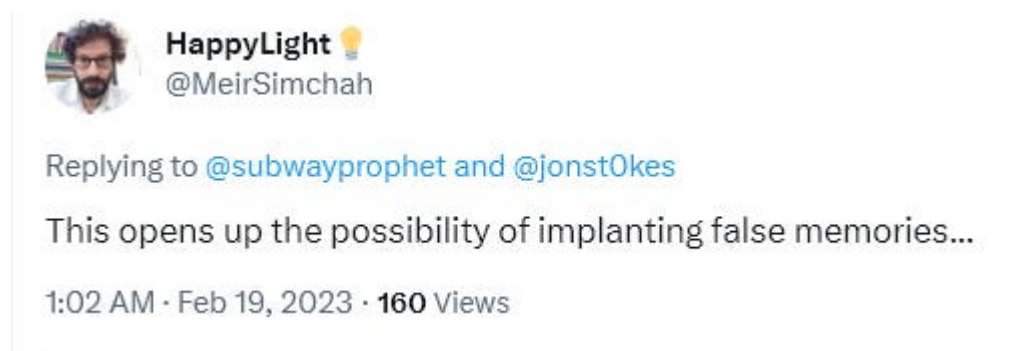 HappyLight 💡
@MeirSimchah
Replying to @subwayprophet and @jonst0kes
This opens up the possibility of implanting false memories...
1:02 AM · Feb 19, 2023 · 160 Views